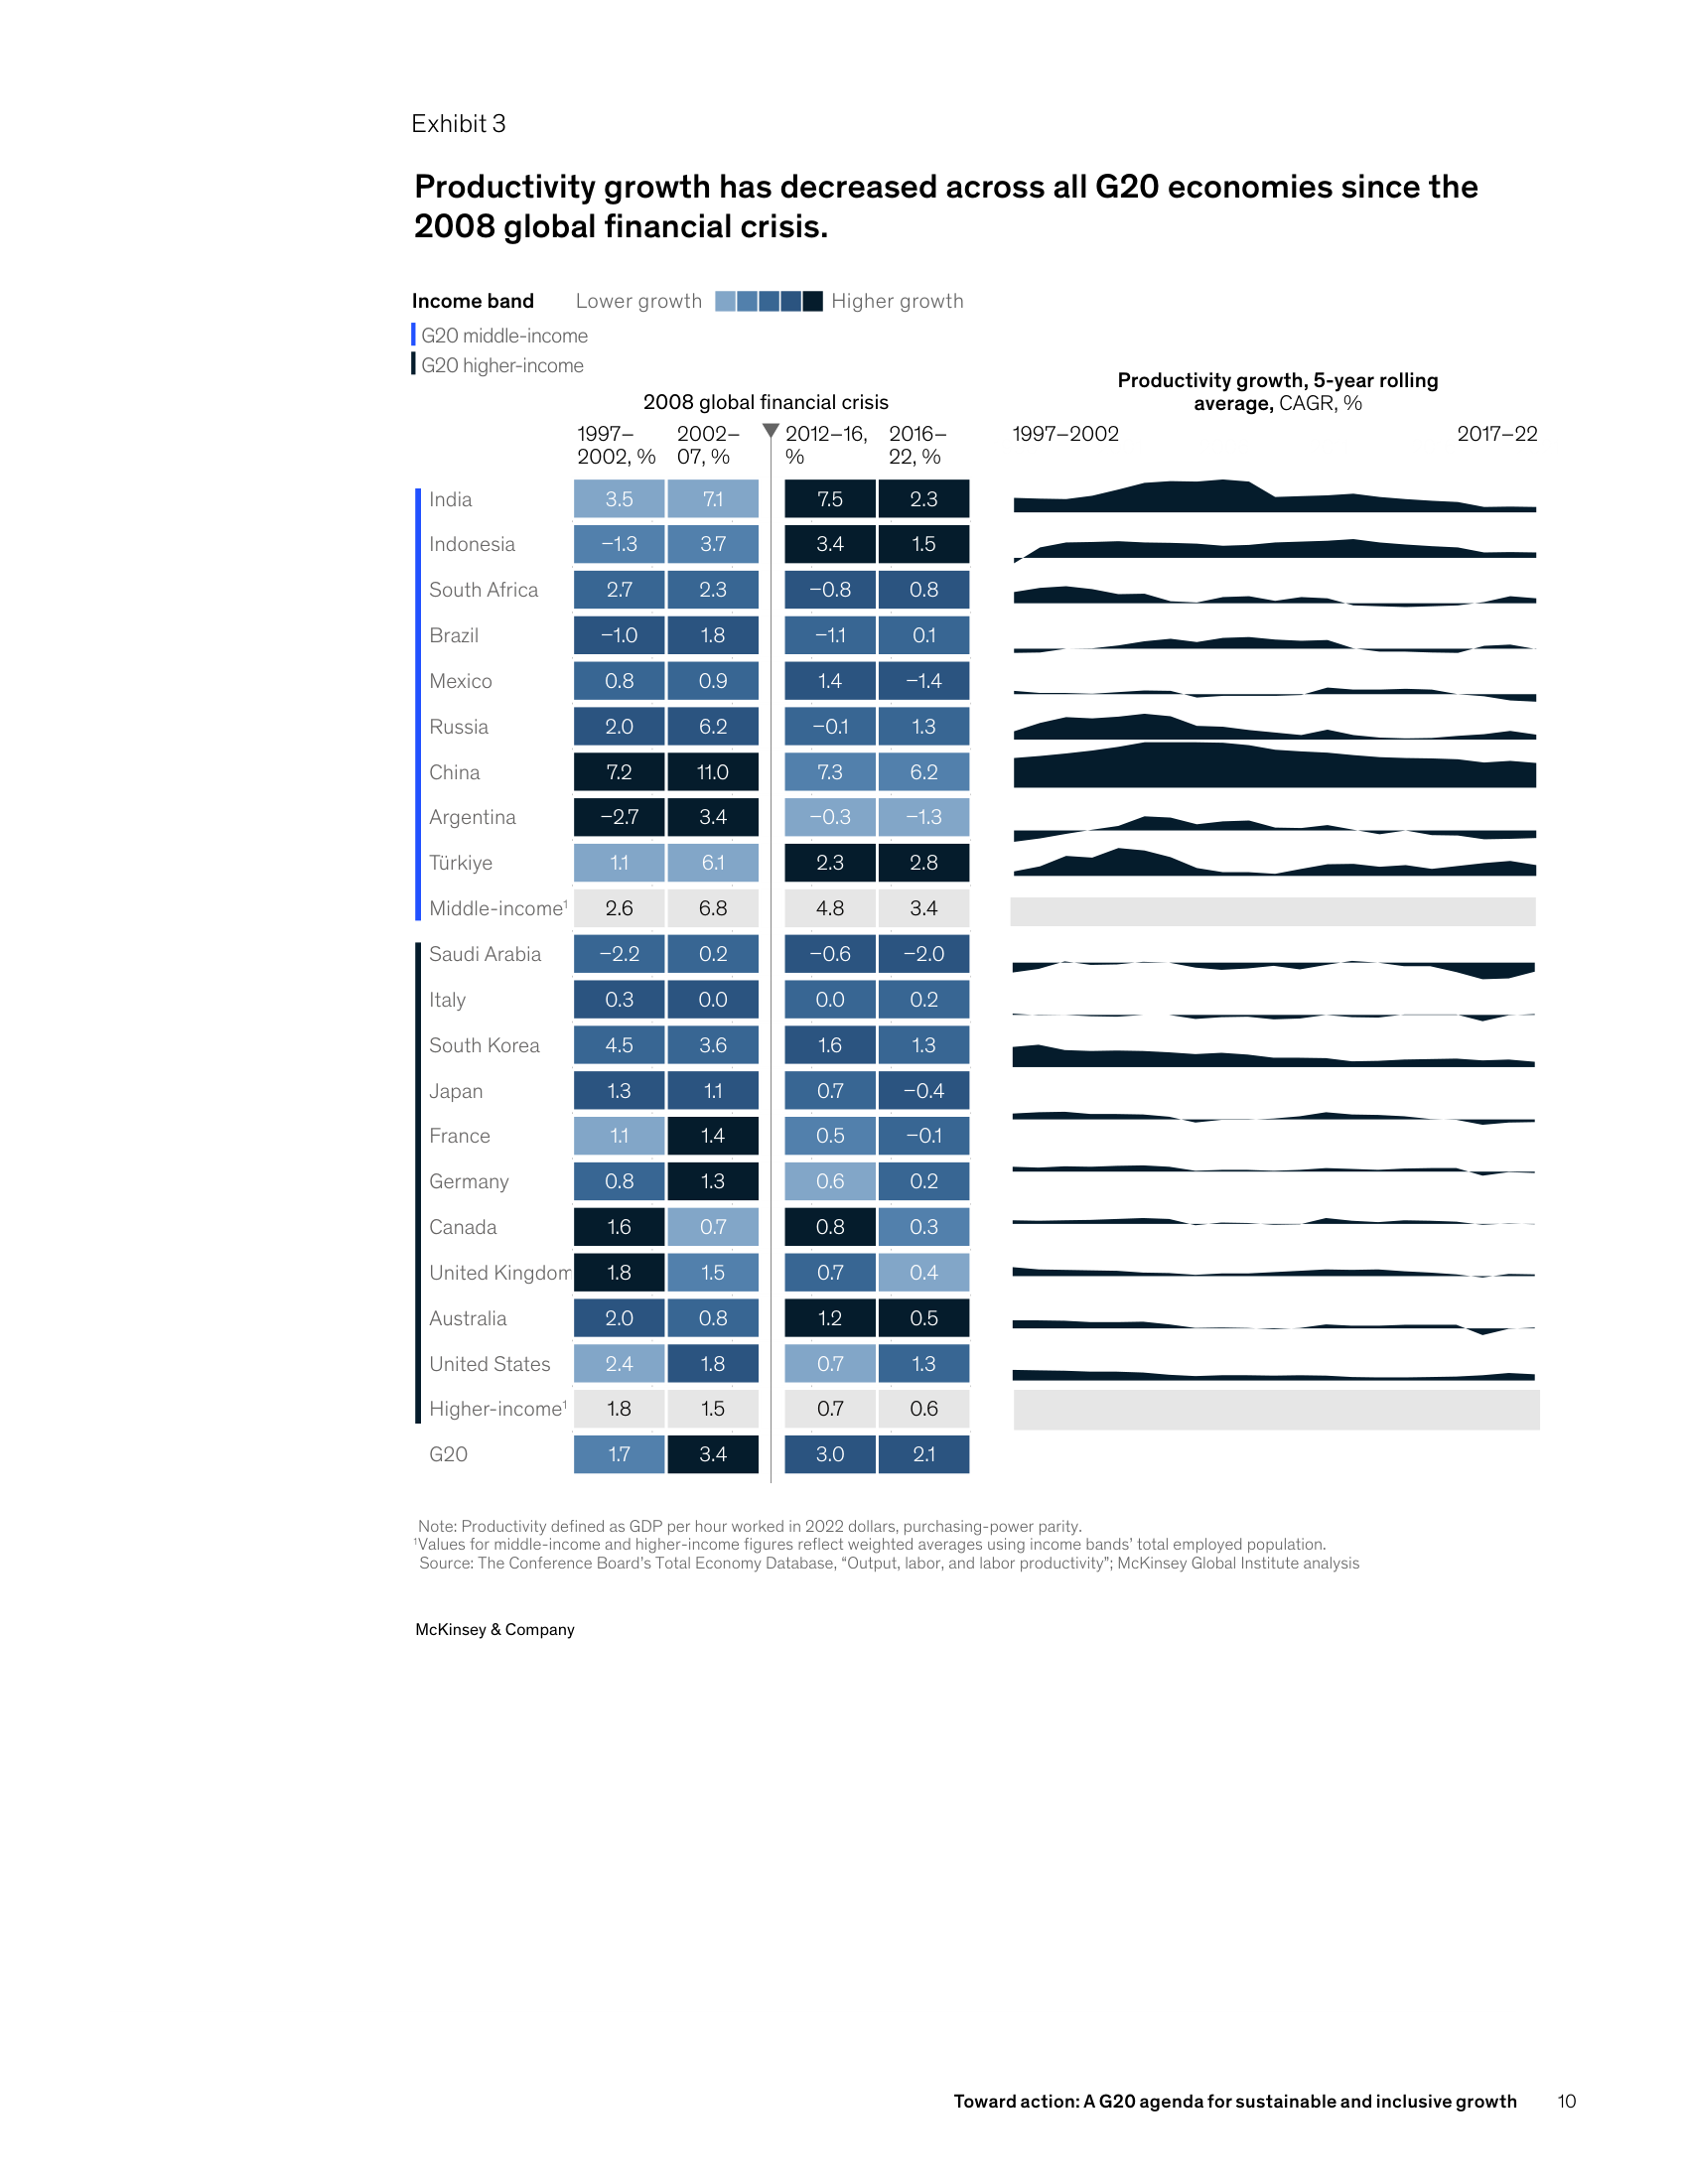 Exhibit 3
Productivity growth has decreased across all G20 economies since the
2008 global financial crisis.
Income band Lower growth Higher growth
G20 middle-income
G20 higher-income
2008 global financial crisis
1997–
2002, %
2002–
07, %
2012–16,
%
2016–
22, %
Productivity growth, 5-year rolling
average, CAGR, %
1997–2002 2017–22
India 3.5 7.1 7.5 2.3
Indonesia −1.3 3.7 3.4 1.5
South Africa 2.7 2.3 −0.8 0.8
Brazil −1.0 1.8 −1.1 0.1
Mexico 0.8 0.9 1.4 −1.4
Russia 2.0 6.2 −0.1 1.3
China 7.2 11.0 7.3 6.2
Argentina −2.7 3.4 −0.3 −1.3
Türkiye 1.1 6.1 2.3 2.8
Middle-income¹ 2.6 6.8 4.8 3.4
Saudi Arabia −2.2 0.2 −0.6 −2.0
Italy 0.3 0.0 0.0 0.2
South Korea 4.5 3.6 1.6 1.3
Japan 1.3 1.1 0.7 −0.4
France 1.1 1.4 0.5 −0.1
Germany 0.8 1.3 0.6 0.2
Canada 1.6 0.7 0.8 0.3
United Kingdom 1.8 1.5 0.7 0.4
Australia 2.0 0.8 1.2 0.5
United States 2.4 1.8 0.7 1.3
Higher-income¹ 1.8 1.5 0.7 0.6
G20 1.7 3.4 3.0 2.1
Note: Productivity defined as GDP per hour worked in 2022 dollars, purchasing-power parity.
¹Values for middle-income and higher-income figures reflect weighted averages using income bands’ total employed population.
Source: The Conference Board’s Total Economy Database, “Output, labor, and labor productivity”; McKinsey Global Institute analysis
McKinsey & Company
Toward action: A G20 agenda for sustainable and inclusive growth 10